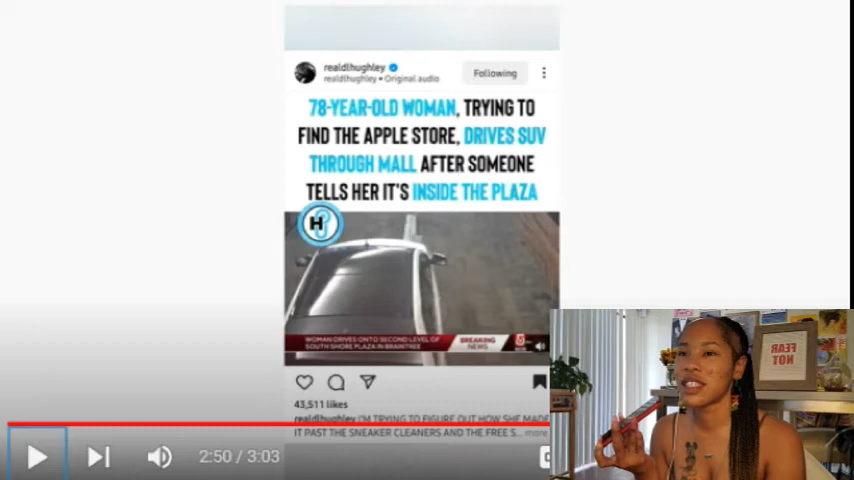 realdlhughley
realdlhughley • Original audio
Following
78-YEAR-OLD WOMAN, TRYING TO
FIND THE APPLE STORE, DRIVES SUV
THROUGH MALL AFTER SOMEONE
TELLS HER IT'S INSIDE THE PLAZA
H
WOMAN DRIVES ONTO SECOND LEVEL OF
SOUTH SHORE PLAZA IN BRAINTREE
BREAKING
NEWS
5
43,511 likes
realdlhughley I'M TRYING TO FIGURE OUT HOW SHE MADE
IT PAST THE SNEAKER CLEANERS AND THE FREE S... more
2:50 / 3:03
FEAR
NOT